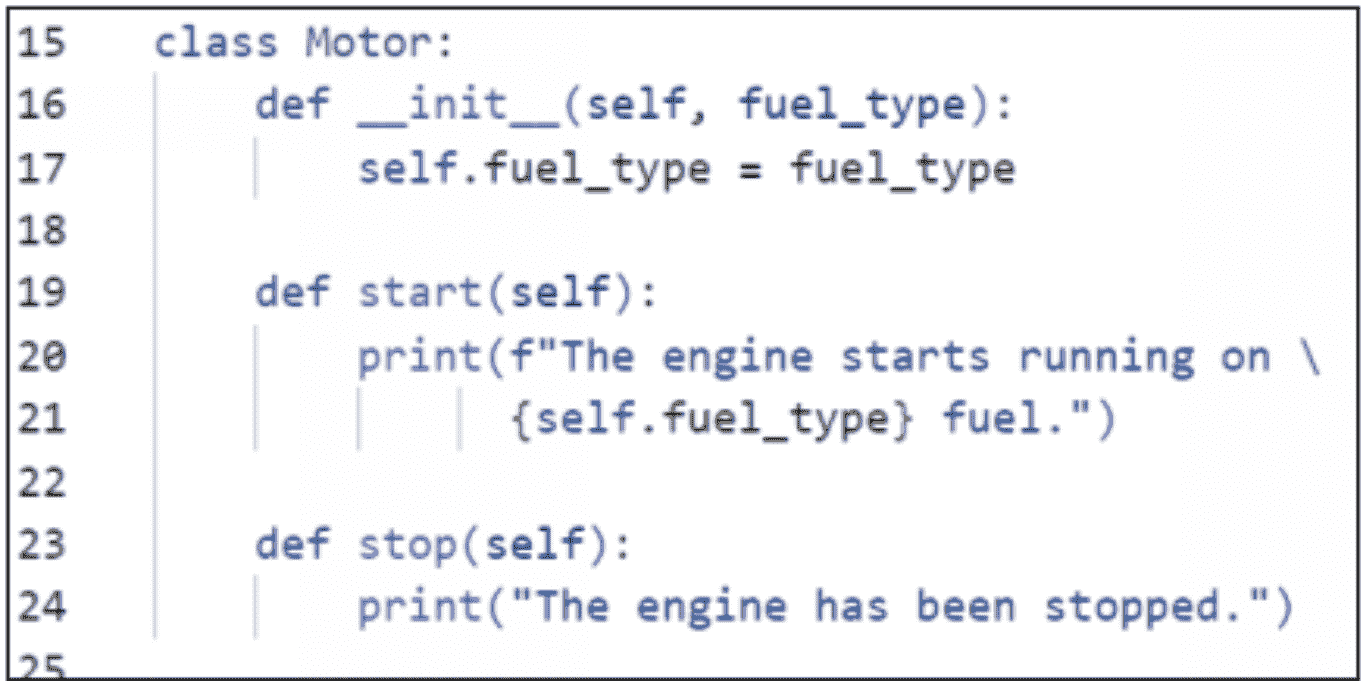 15    class Motor:
16        def __init__(self, fuel_type):
17            self.fuel_type = fuel_type
18
19        def start(self):
20            print(f"The engine starts running on \
21                  {self.fuel_type} fuel.")
22
23        def stop(self):
24            print("The engine has been stopped.")
25